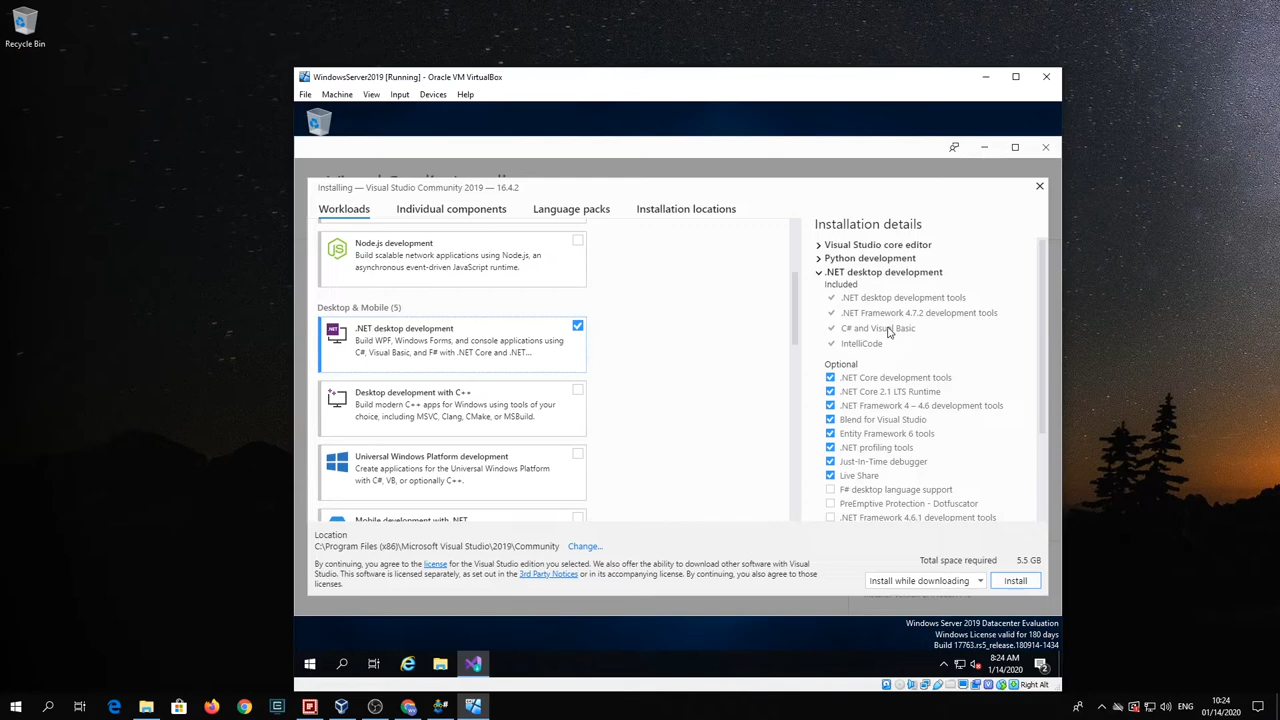 Recycle Bin
WindowsServer2019 [Running] - Oracle VM VirtualBox
File Machine View Input Devices Help
Installing — Visual Studio Community 2019 — 16.4.2
Workloads Individual components Language packs Installation locations
Node.js development
Build scalable network applications using Node.js, an
asynchronous event-driven JavaScript runtime.
Desktop & Mobile (5)
.NET desktop development
Build WPF, Windows Forms, and console applications using
C#, Visual Basic, and F# with .NET Core and .NET...
Desktop development with C++
Build modern C++ apps for Windows using tools of your
choice, including MSVC, Clang, CMake, or MSBuild.
Universal Windows Platform development
Create applications for the Universal Windows Platform
with C#, VB, or optionally C++.
Mobile development with .NET
Installation details
Visual Studio core editor
Python development
.NET desktop development
Included
.NET desktop development tools
.NET Framework 4.7.2 development tools
C# and Visual Basic
IntelliCode
Optional
.NET Core development tools
.NET Core 2.1 LTS Runtime
.NET Framework 4 – 4.6 development tools
Blend for Visual Studio
Entity Framework 6 tools
.NET profiling tools
Just-In-Time debugger
Live Share
F# desktop language support
PreEmptive Protection - Dotfuscator
.NET Framework 4.6.1 development tools
Location
C:\Program Files (x86)\Microsoft Visual Studio\2019\Community Change...
By continuing, you agree to the license for the Visual Studio edition you selected. We also offer the ability to download other software with Visual
Studio. This software is licensed separately, as set out in the 3rd Party Notices or in its accompanying license. By continuing, you also agree to those
licenses.
Total space required 5.5 GB
Install while downloading Install
Windows Server 2019 Datacenter Evaluation
Windows License valid for 180 days
Build 17763.rs5_release.180914-1434
8:24 AM
1/14/2020
2
Right Alt
10:24
01/14/2020